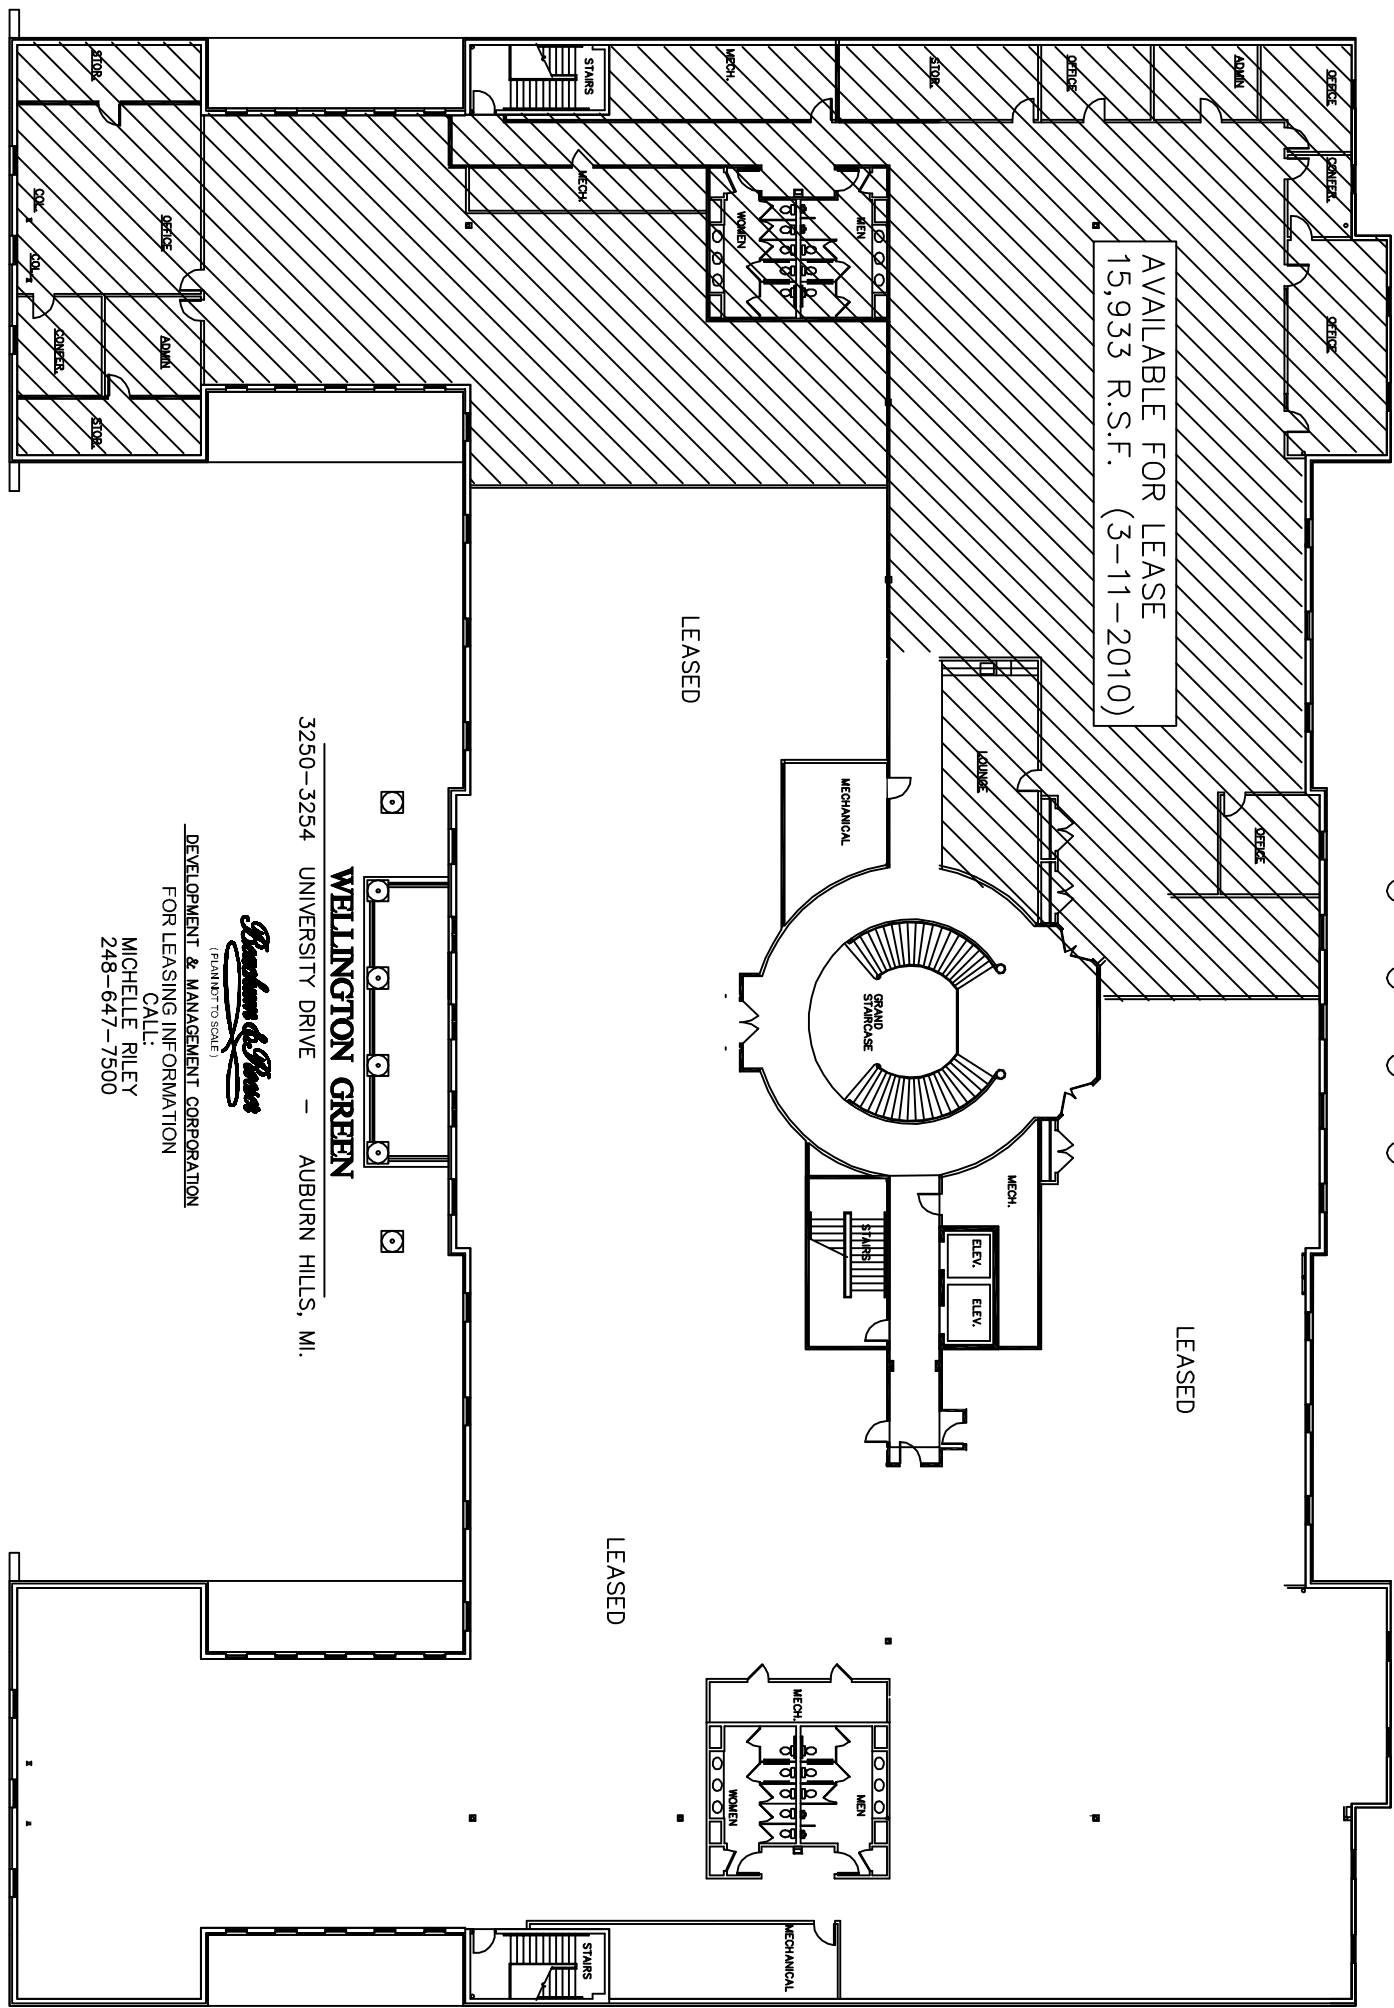 OFFICE
CONFER.
OFFICE
OFFICE
ADMIN
LEASED
AVAILABLE FOR LEASE
15,933 R.S.F. (3-11-2010)
OFFICE
MECH.
LOUNGE
ELEV.
ELEV.
STOR.
GRAND
STAIRCASE
STAIRS
MEN
MEN
MECHANICAL
MECH.
MECHANICAL
WOMEN
WOMEN
MECH.
LEASED
LEASED
STAIRS
STAIRS
MECH.
WELLINGTON GREEN
3250-3254 UNIVERSITY DRIVE - AUBURN HILLS, MI.
Beachum & Roeser
(PLAN NOT TO SCALE)
DEVELOPMENT & MANAGEMENT CORPORATION
FOR LEASING INFORMATION
CALL:
MICHELLE RILEY
248-647-7500
OFFICE
ADMIN
STOR.
STOR.
CONFER.
COL.
COL.